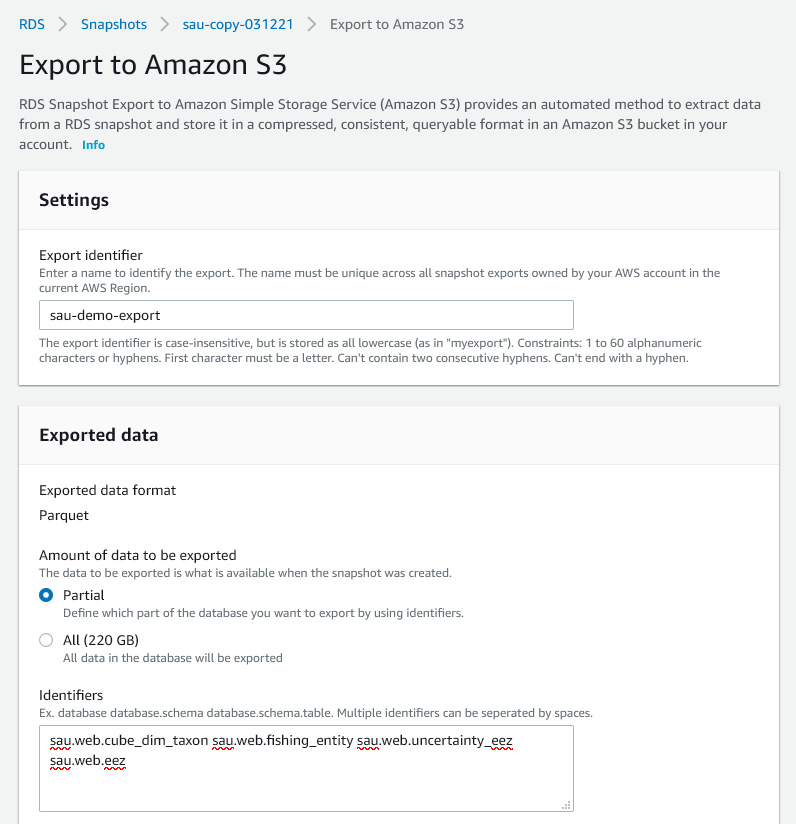 RDS > Snapshots > sau-copy-031221 > Export to Amazon S3
Export to Amazon S3
RDS Snapshot Export to Amazon Simple Storage Service (Amazon S3) provides an automated method to extract data
from a RDS snapshot and store it in a compressed, consistent, queryable format in an Amazon S3 bucket in your
account. Info
Settings
Export identifier
Enter a name to identify the export. The name must be unique across all snapshot exports owned by your AWS account in the
current AWS Region.
sau-demo-export
The export identifier is case-insensitive, but is stored as all lowercase (as in "myexport"). Constraints: 1 to 60 alphanumeric
characters or hyphens. First character must be a letter. Can't contain two consecutive hyphens. Can't end with a hyphen.
Exported data
Exported data format
Parquet
Amount of data to be exported
The data to be exported is what is available when the snapshot was created.
Partial
Define which part of the database you want to export by using identifiers.
All (220 GB)
All data in the database will be exported
Identifiers
Ex. database database.schema database.schema.table. Multiple identifiers can be seperated by spaces.
sau.web.cube_dim_taxon sau.web.fishing_entity sau.web.uncertainty_eez
sau.web.eez